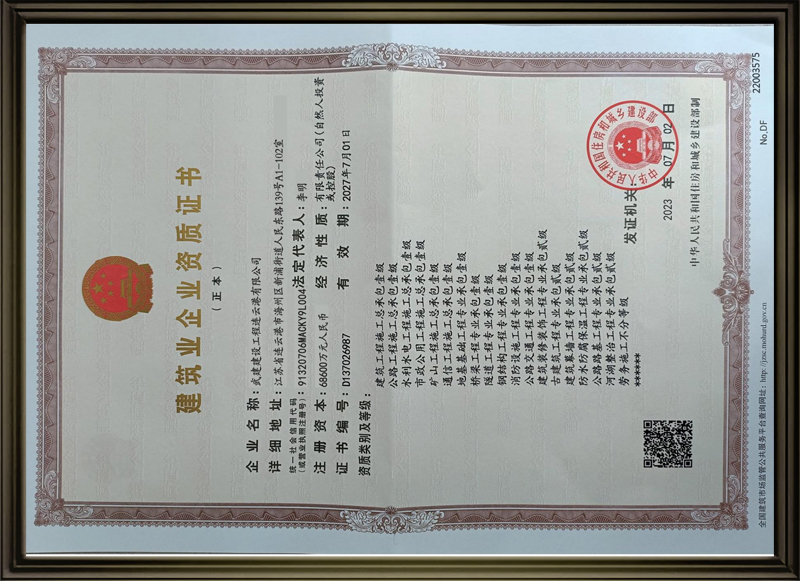 建筑业企业资质证书
(正本)
企业名称:武建建设工程连云港有限公司
详细地址:江苏省连云港市海州区新浦街道人民东路139号A1-102室
统一社会信用代码
(或营业执照注册号):91320706MACKY9L004
法定代表人:李明
注册资本:68600万元人民币
经济性质:有限责任公司(自然人投资
或控股)
证书编号:D137026987
有效期:2027年7月01日
资质类别及等级:
建筑工程施工总承包壹级
公路工程施工总承包壹级
水利水电工程施工总承包壹级
市政公用工程施工总承包壹级
矿山工程施工总承包壹级
通信工程施工总承包壹级
地基基础工程专业承包壹级
桥梁工程专业承包壹级
隧道工程专业承包壹级
钢结构工程专业承包壹级
消防设施工程专业承包壹级
公路交通工程专业承包壹级
建筑装修装饰工程专业承包贰级
古建筑工程专业承包贰级
建筑幕墙工程专业承包贰级
防水防腐保温工程专业承包贰级
公路路基工程专业承包贰级
河湖整治工程专业承包贰级
劳务施工不分等级
******
发证机关:
中华人民共和国住房和城乡建设部
2023年07月02日
中华人民共和国住房和城乡建设部制
全国建筑市场监管公共服务平台查询网址:http://jzsc.mohurd.gov.cn
No.DF 22003575